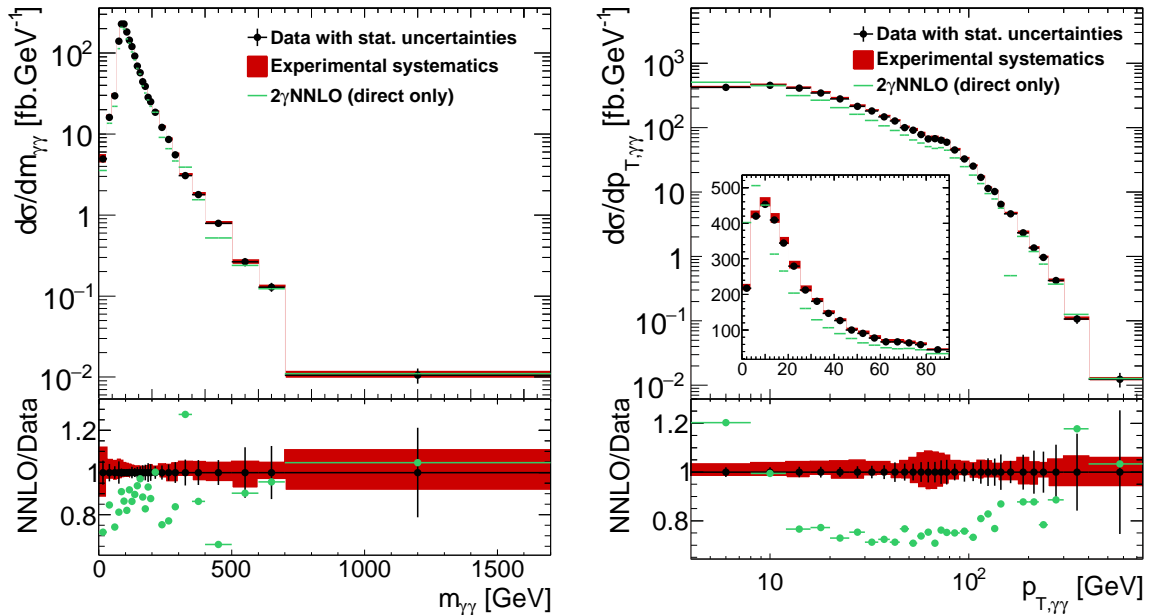 dσ/dm_γγ [fb.GeV⁻¹]
10²
10
1
10⁻¹
10⁻²
Data with stat. uncertainties
Experimental systematics
2γNNLO (direct only)
NNLO/Data
1.2
1
0.8
0 500 1000 1500
m_γγ [GeV]
dσ/dp_T,γγ [fb.GeV⁻¹]
10³
10²
10
1
10⁻¹
10⁻²
Data with stat. uncertainties
Experimental systematics
2γNNLO (direct only)
500
400
300
200
100
0 20 40 60 80
NNLO/Data
1.2
1
0.8
10 10²
p_T,γγ [GeV]